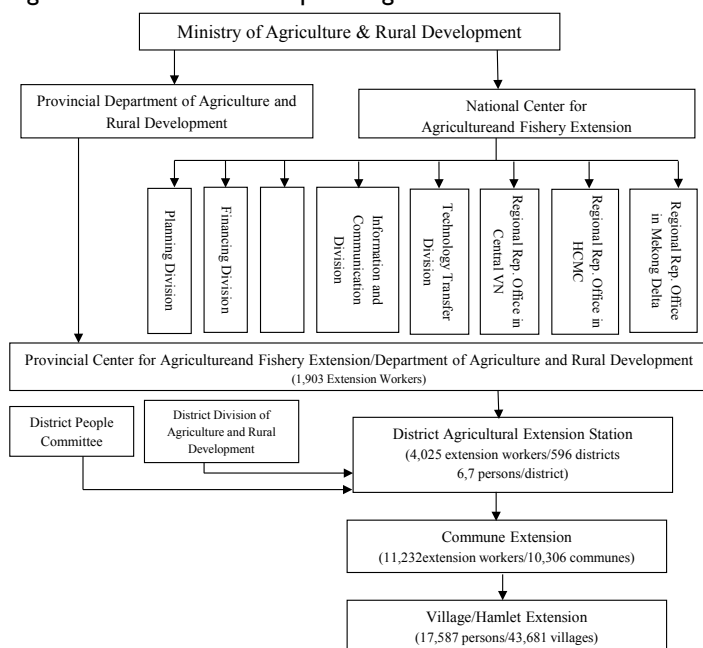 Ministry of Agriculture & Rural Development
Provincial Department of Agriculture and
Rural Development
National Center for
Agricultureand Fishery Extension
Planning Division
Financing Division
Information and
Communication
Division
Technology Transfer
Division
Regional Rep. Office in
Central VN
Regional Rep. Office in
HCMC
Regional Rep. Office
in Mekong Delta
Provincial Center for Agricultureand Fishery Extension/Department of Agriculture and Rural Development
(1,903 Extension Workers)
District People
Committee
District Division of
Agriculture and Rural
Development
District Agricultural Extension Station
(4,025 extension workers/596 districts
6,7 persons/district)
Commune Extension
(11,232extension workers/10,306 communes)
Village/Hamlet Extension
(17,587 persons/43,681 villages)